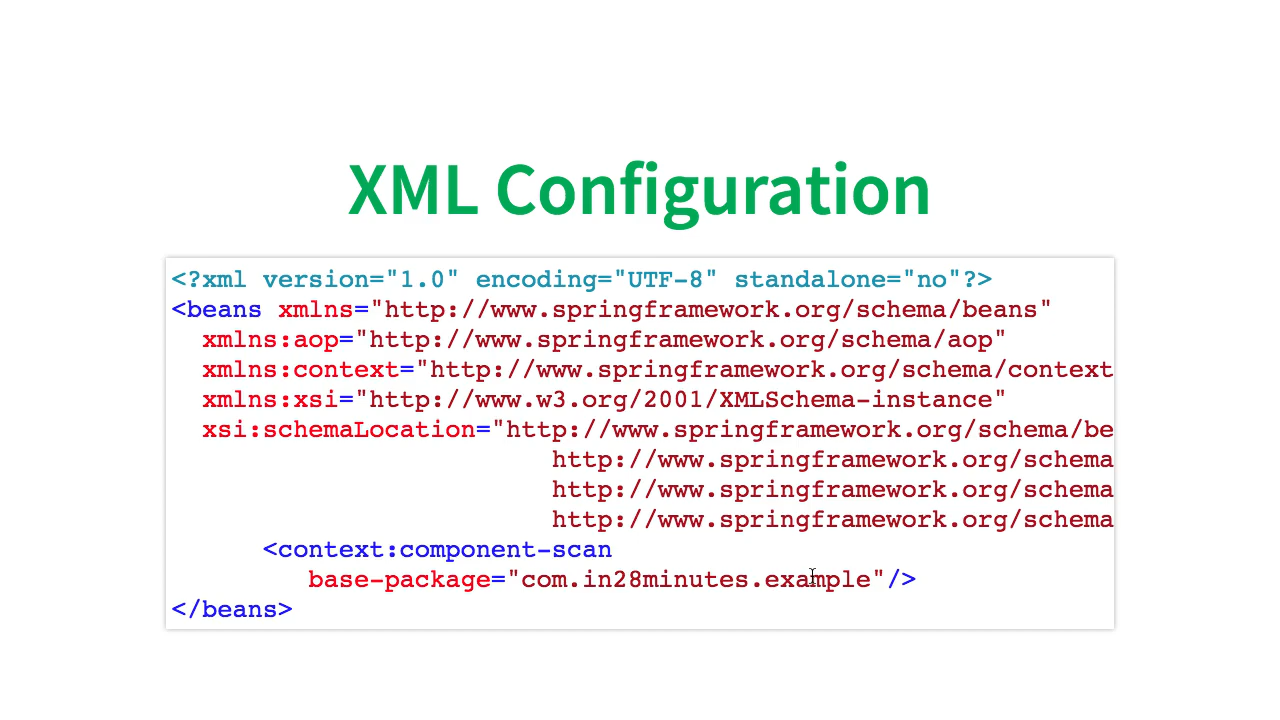 XML Configuration
<?xml version="1.0" encoding="UTF-8" standalone="no"?>
<beans xmlns="http://www.springframework.org/schema/beans"
xmlns:aop="http://www.springframework.org/schema/aop"
xmlns:context="http://www.springframework.org/schema/context
xmlns:xsi="http://www.w3.org/2001/XMLSchema-instance"
xsi:schemaLocation="http://www.springframework.org/schema/be
http://www.springframework.org/schema
http://www.springframework.org/schema
http://www.springframework.org/schema
<context:component-scan
base-package="com.in28minutes.example"/>
</beans>